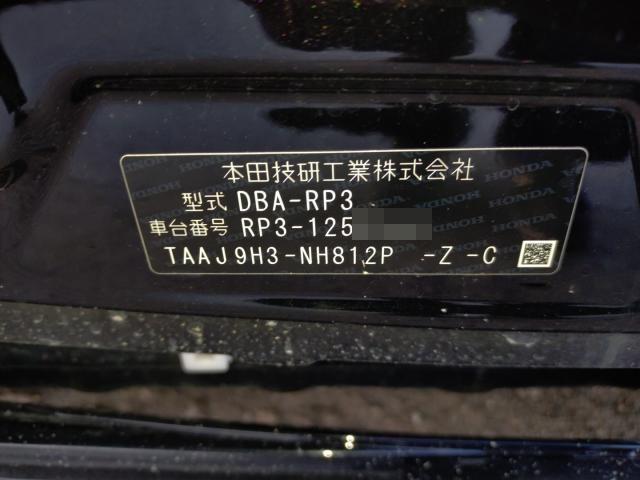 本田技研工業株式会社
型式 DBA-RP3
車台番号 RP3-125
TAAJ9H3-NH812P -Z -C